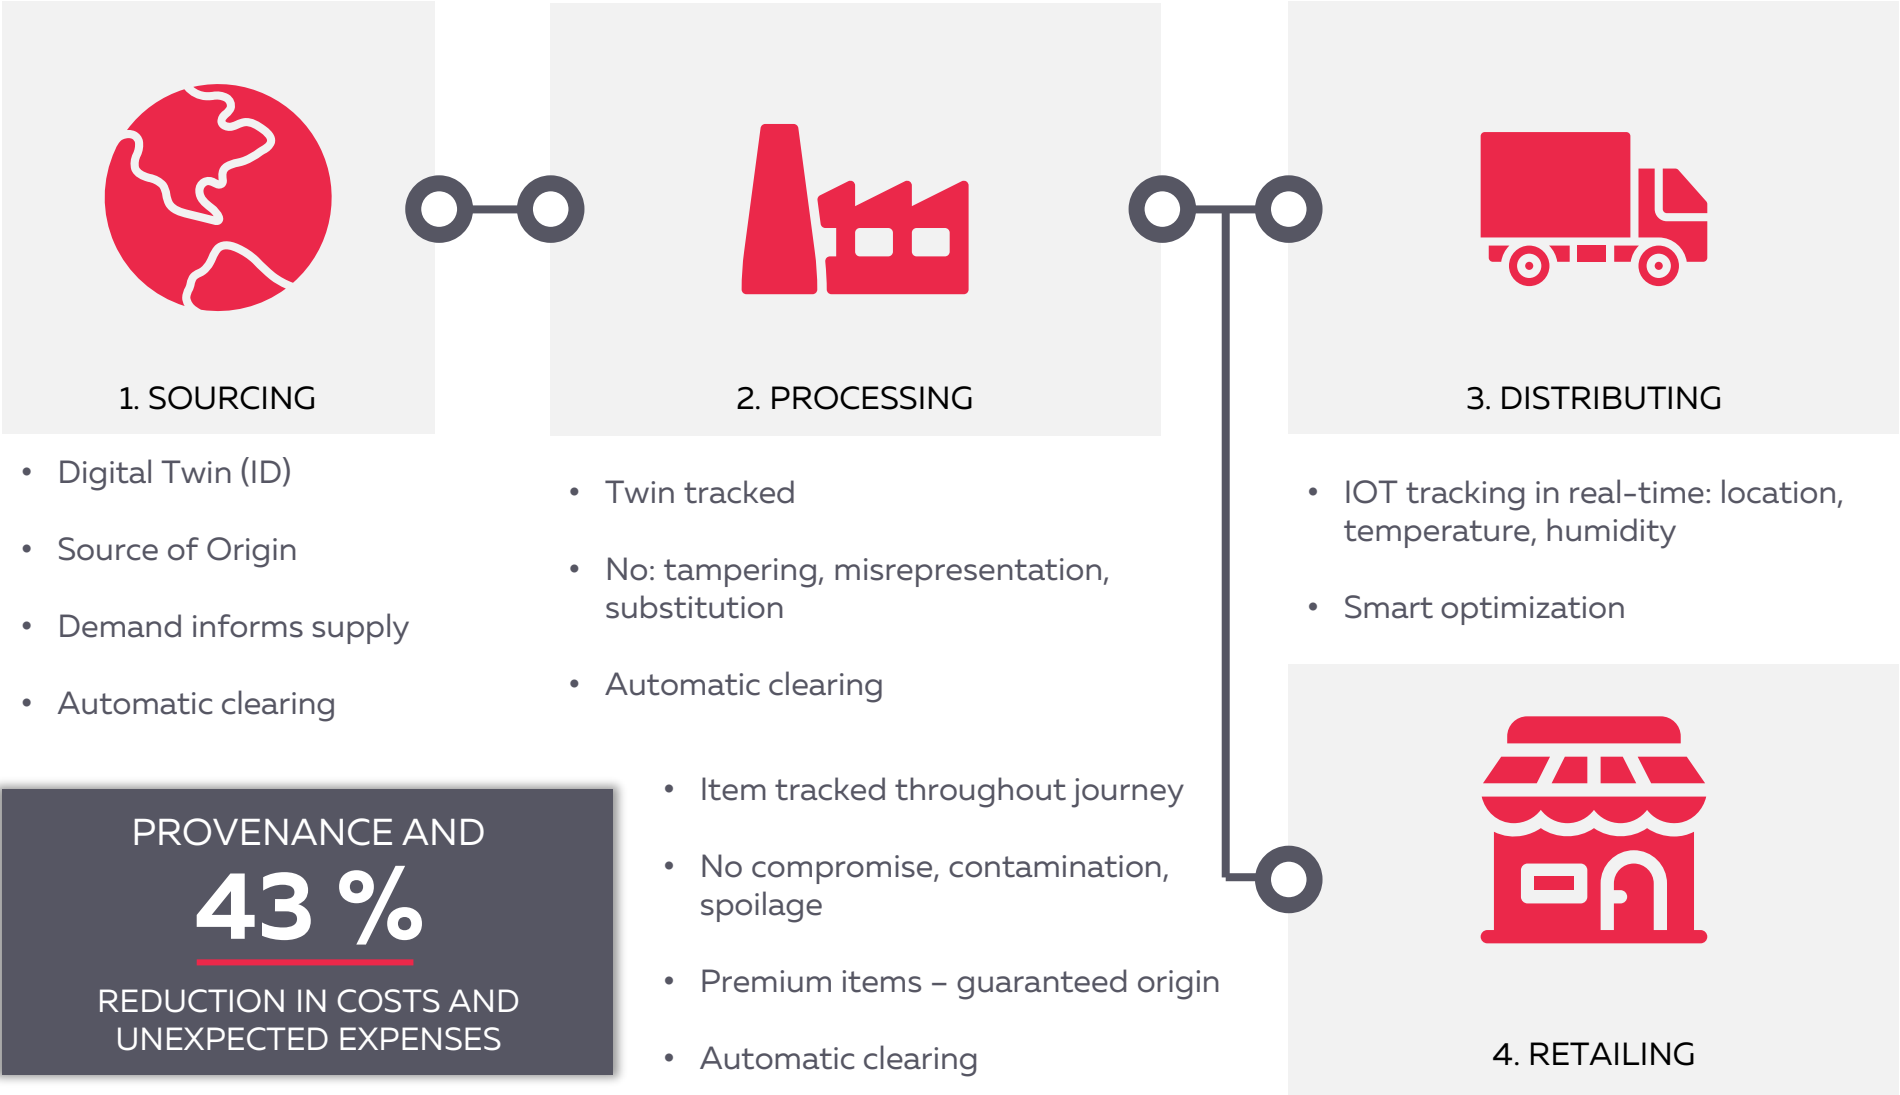 1. SOURCING
• Digital Twin (ID)
• Source of Origin
• Demand informs supply
• Automatic clearing
2. PROCESSING
• Twin tracked
• No: tampering, misrepresentation,
substitution
• Automatic clearing
3. DISTRIBUTING
• IOT tracking in real-time: location,
temperature, humidity
• Smart optimization
4. RETAILING
• Item tracked throughout journey
• No compromise, contamination,
spoilage
• Premium items – guaranteed origin
• Automatic clearing
PROVENANCE AND
43 %
REDUCTION IN COSTS AND
UNEXPECTED EXPENSES